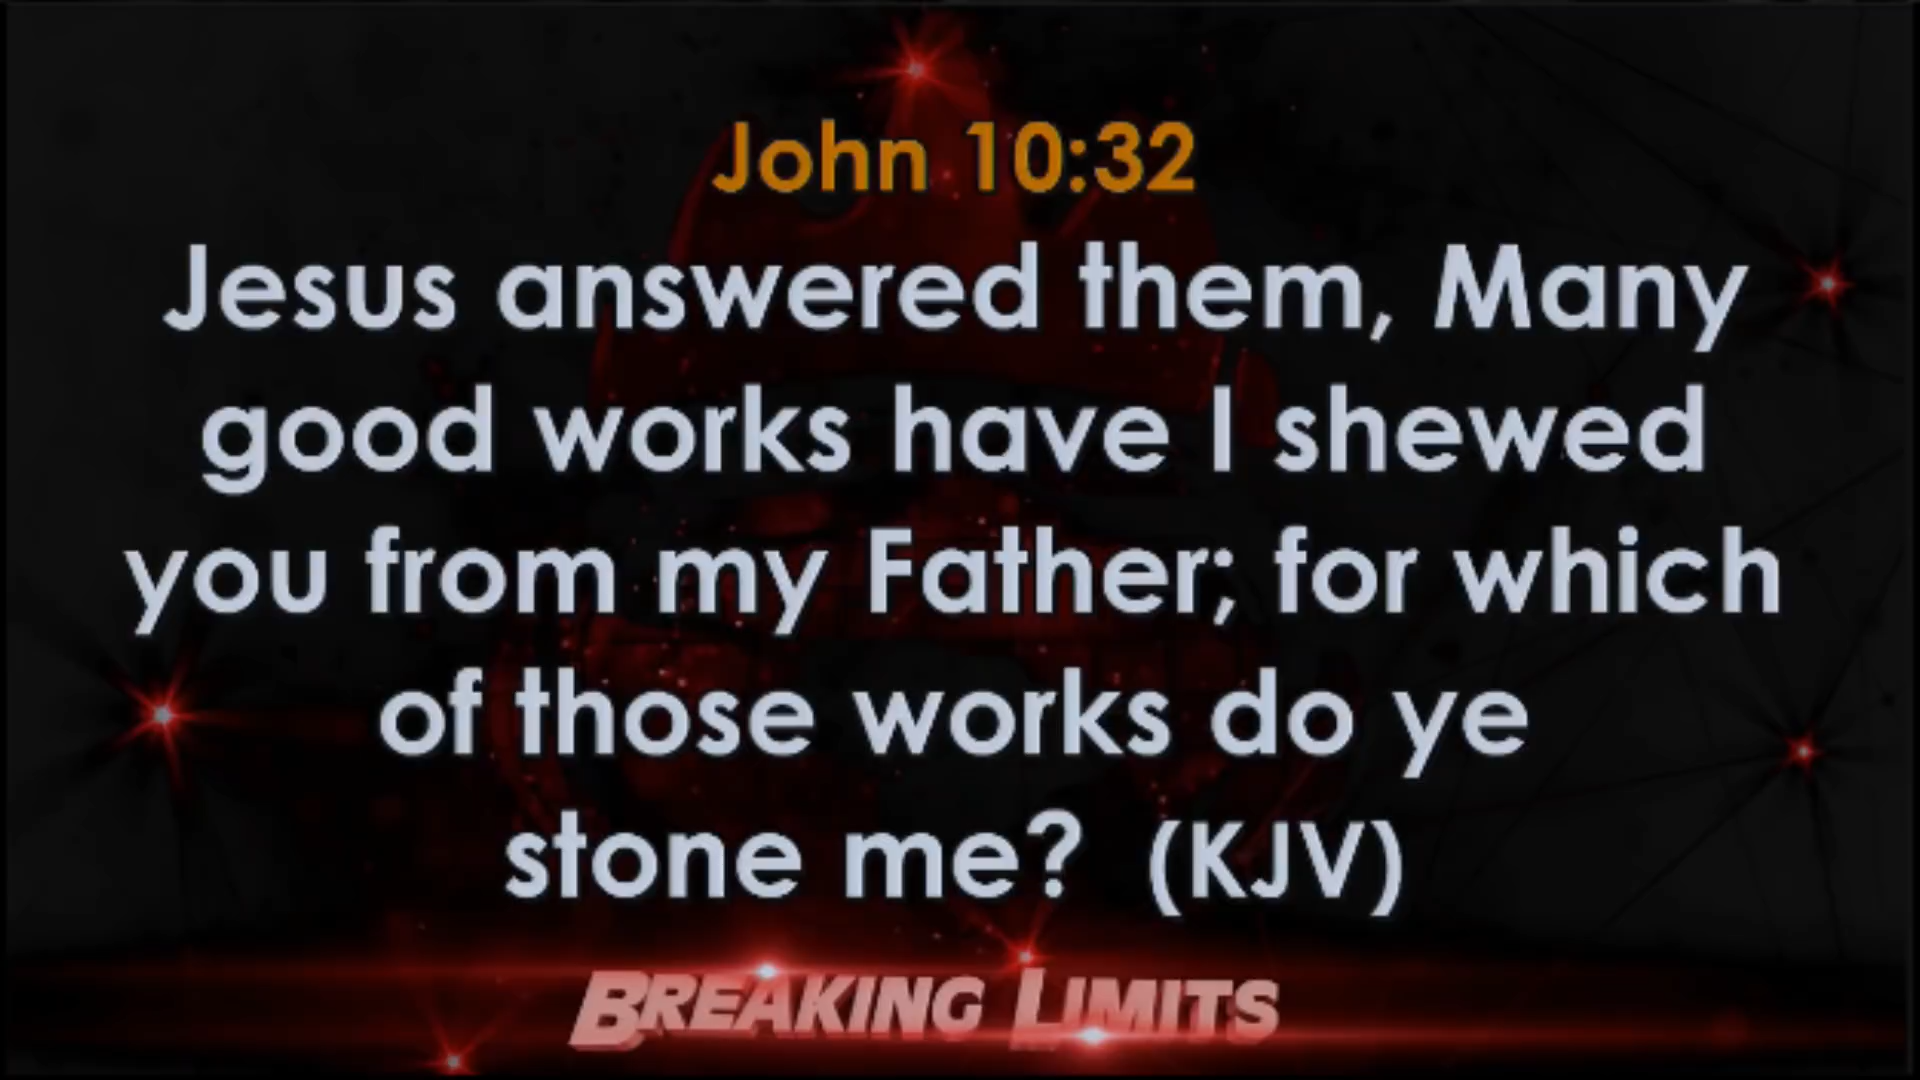 John 10:32
Jesus answered them, Many
good works have I shewed
you from my Father; for which
of those works do ye
stone me? (KJV)
BREAKING LIMITS